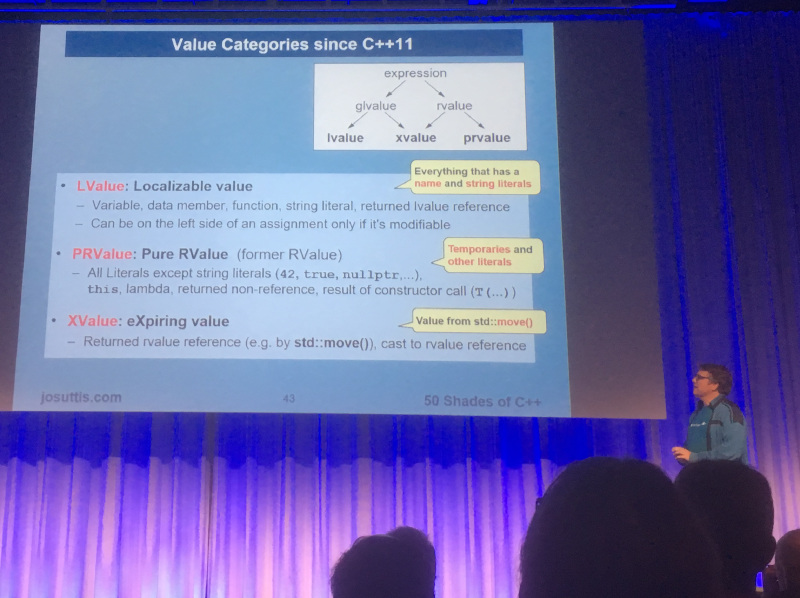 Value Categories since C++11
expression
glvalue rvalue
lvalue xvalue prvalue
Everything that has a
name and string literals
• LValue: Localizable value
– Variable, data member, function, string literal, returned lvalue reference
– Can be on the left side of an assignment only if it's modifiable
Temporaries and
other literals
• PRValue: Pure RValue (former RValue)
– All Literals except string literals (42, true, nullptr,...),
this, lambda, returned non-reference, result of constructor call (T(...))
Value from std::move()
• XValue: eXpiring value
– Returned rvalue reference (e.g. by std::move()), cast to rvalue reference
josuttis.com 43 50 Shades of C++